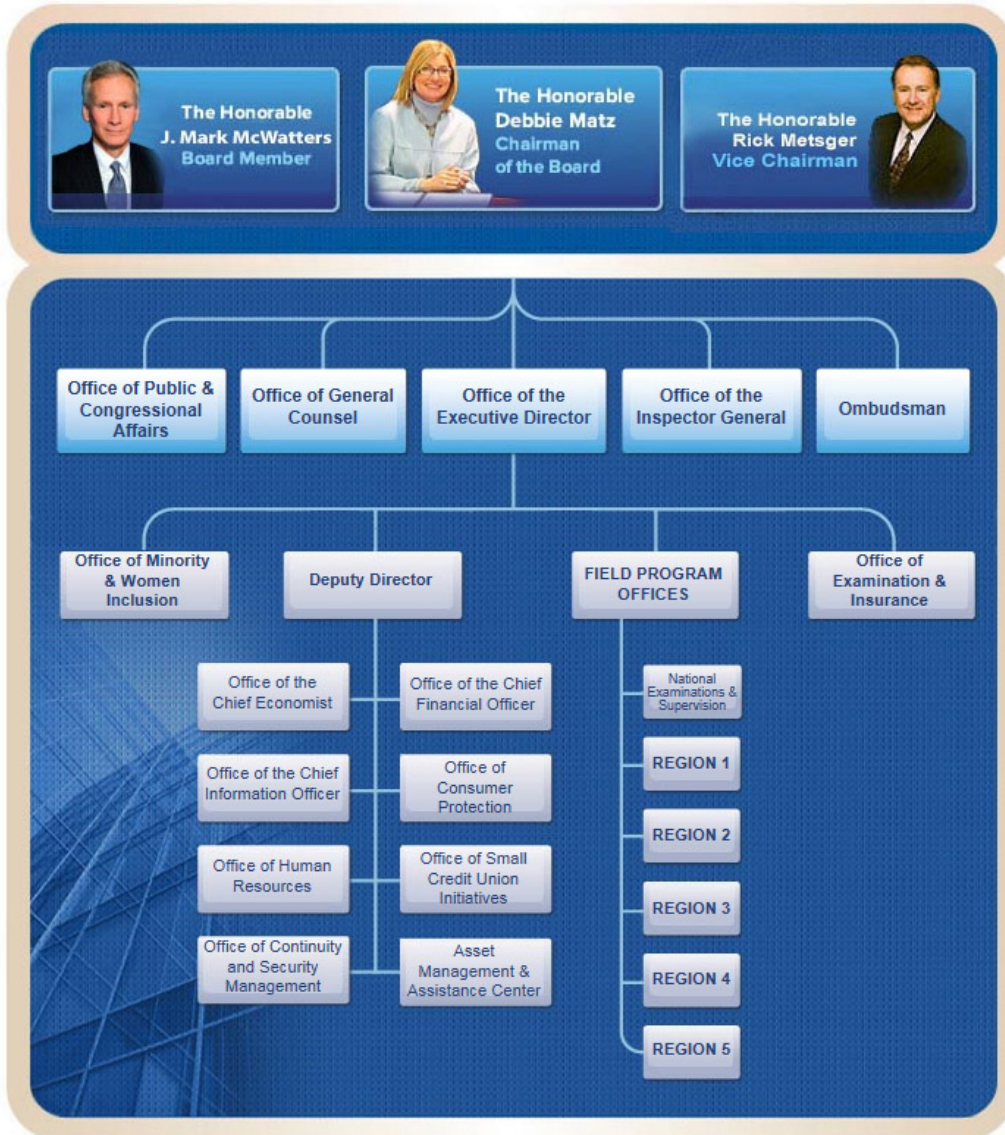 The Honorable
J. Mark McWatters
Board Member
The Honorable
Debbie Matz
Chairman
of the Board
The Honorable
Rick Metsger
Vice Chairman
Office of Public &
Congressional
Affairs
Office of General
Counsel
Office of the
Executive Director
Office of the
Inspector General
Ombudsman
Office of Minority
& Women
Inclusion
Deputy Director
FIELD PROGRAM
OFFICES
Office of
Examination &
Insurance
Office of the
Chief Economist
Office of the Chief
Financial Officer
National
Examinations &
Supervision
Office of the Chief
Information Officer
Office of
Consumer
Protection
REGION 1
REGION 2
Office of Human
Resources
Office of Small
Credit Union
Initiatives
REGION 3
Office of Continuity
and Security
Management
Asset
Management &
Assistance Center
REGION 4
REGION 5